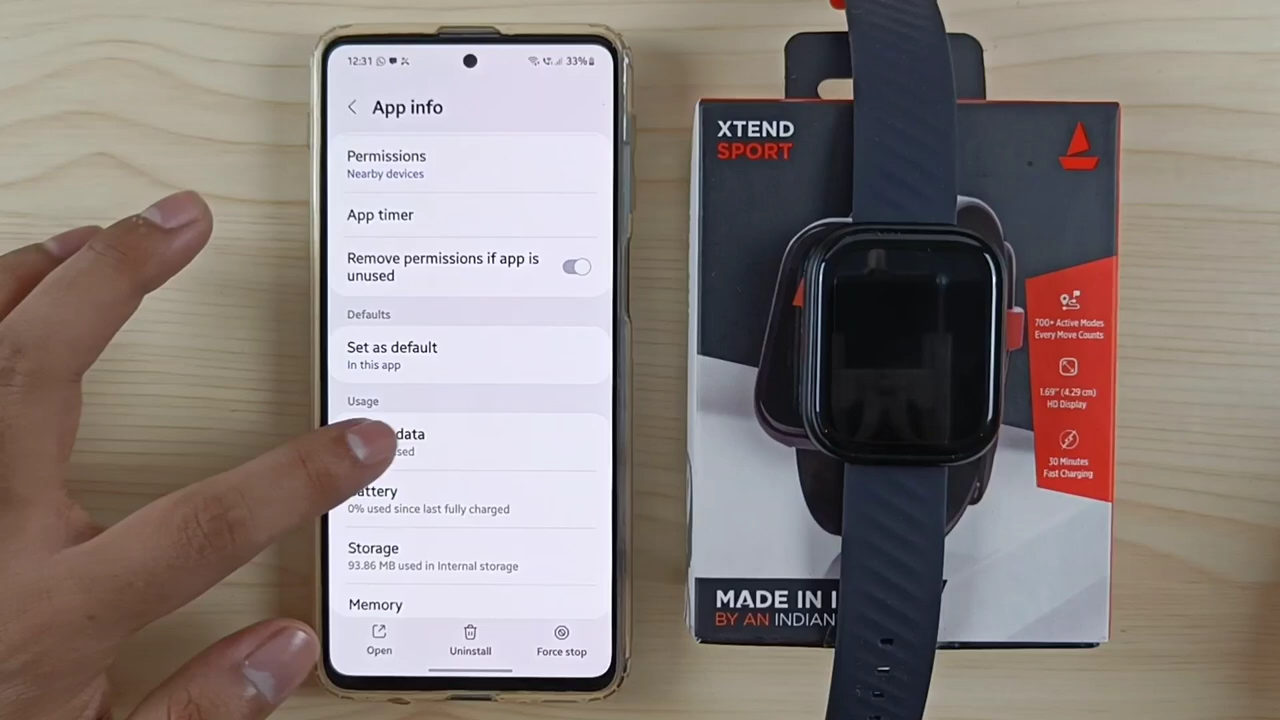 12:31
33%
App info
Permissions
Nearby devices
App timer
Remove permissions if app is
unused
Defaults
Set as default
In this app
Usage
data
Battery
0% used since last fully charged
Storage
93.86 MB used in Internal storage
Memory
Open
Uninstall
Force stop
XTEND
SPORT
700+ Active Modes
Every Move Counts
1.69" (4.29 cm)
HD Display
30 Minutes
Fast Charging
MADE IN
BY AN INDIAN